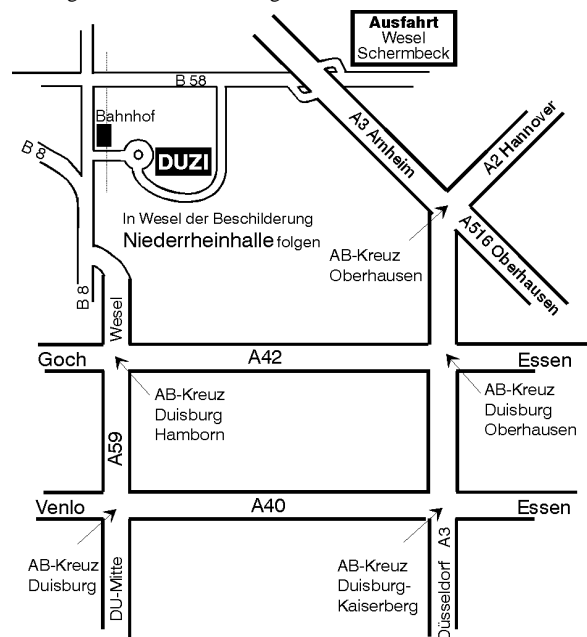 Ausfahrt
Wesel
Schermbeck
B 58
Bahnhof
B 8
DUZI
A3 Arnheim
A2 Hannover
A516 Oberhausen
In Wesel der Beschilderung
Niederrheinhalle folgen
AB-Kreuz
Oberhausen
B 8
Wesel
Goch
A42
Essen
AB-Kreuz
Duisburg
Hamborn
AB-Kreuz
Duisburg
Oberhausen
A59
Venlo
A40
Essen
AB-Kreuz
Duisburg
DU-Mitte
AB-Kreuz
Duisburg-
Kaiserberg
Düsseldorf A3